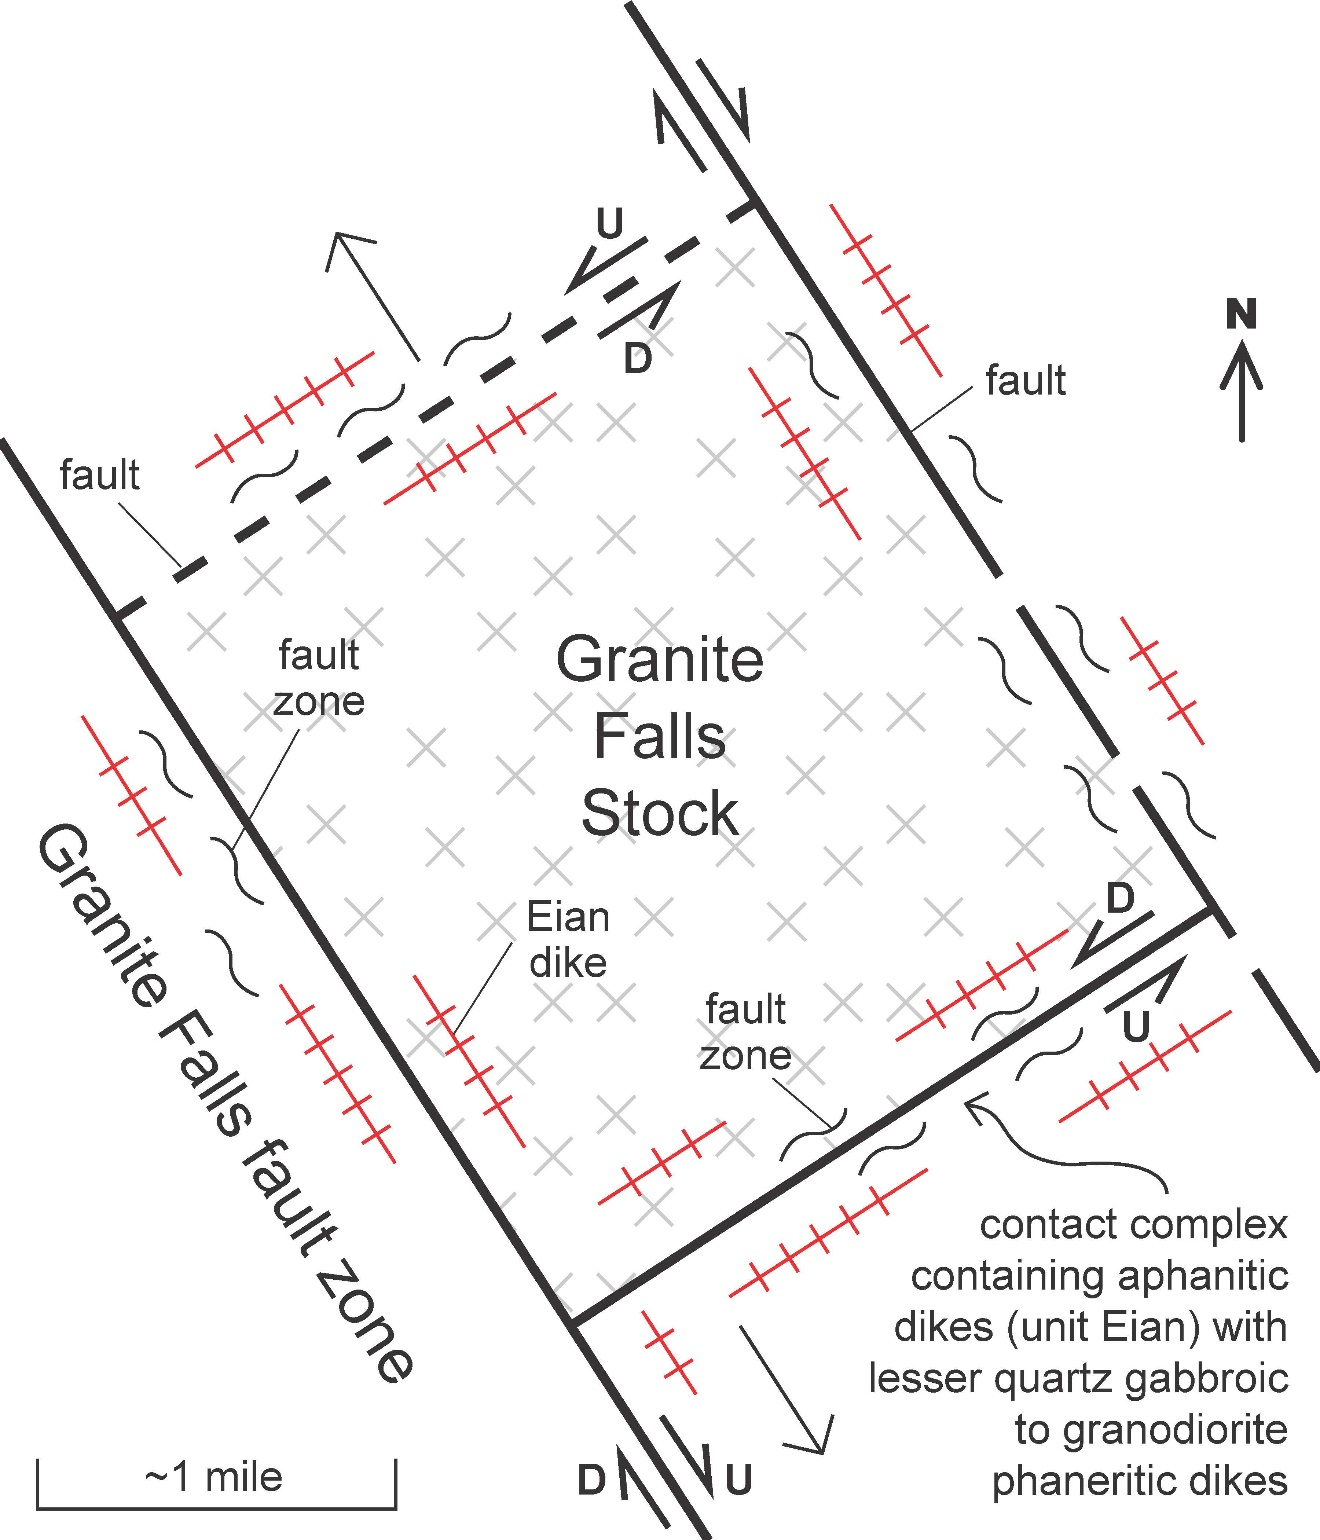 U
D
N
fault
fault
fault
zone
Granite
Falls
Stock
Granite Falls fault zone
Eian
dike
D
fault
zone
U
contact complex
containing aphanitic
dikes (unit Eian) with
lesser quartz gabbroic
to granodiorite
phaneritic dikes
~1 mile
D
U